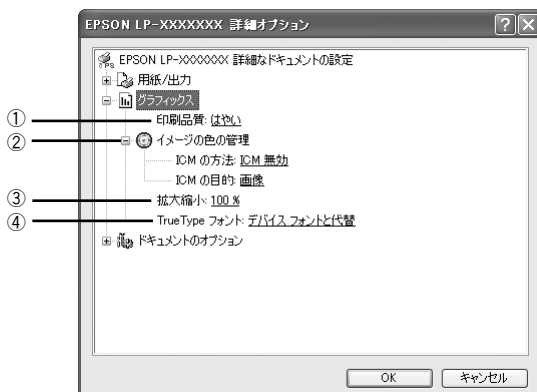 EPSON LP-XXXXXXX 詳細オプション
EPSON LP-XXXXXXX 詳細なドキュメントの設定
用紙/出力
グラフィックス
① 印刷品質: はやい
② イメージの色の管理
ICM の方法: ICM 無効
ICM の目的: 画像
③ 拡大縮小: 100 %
④ TrueType フォント: デバイス フォントと代替
ドキュメントのオプション
OK キャンセル